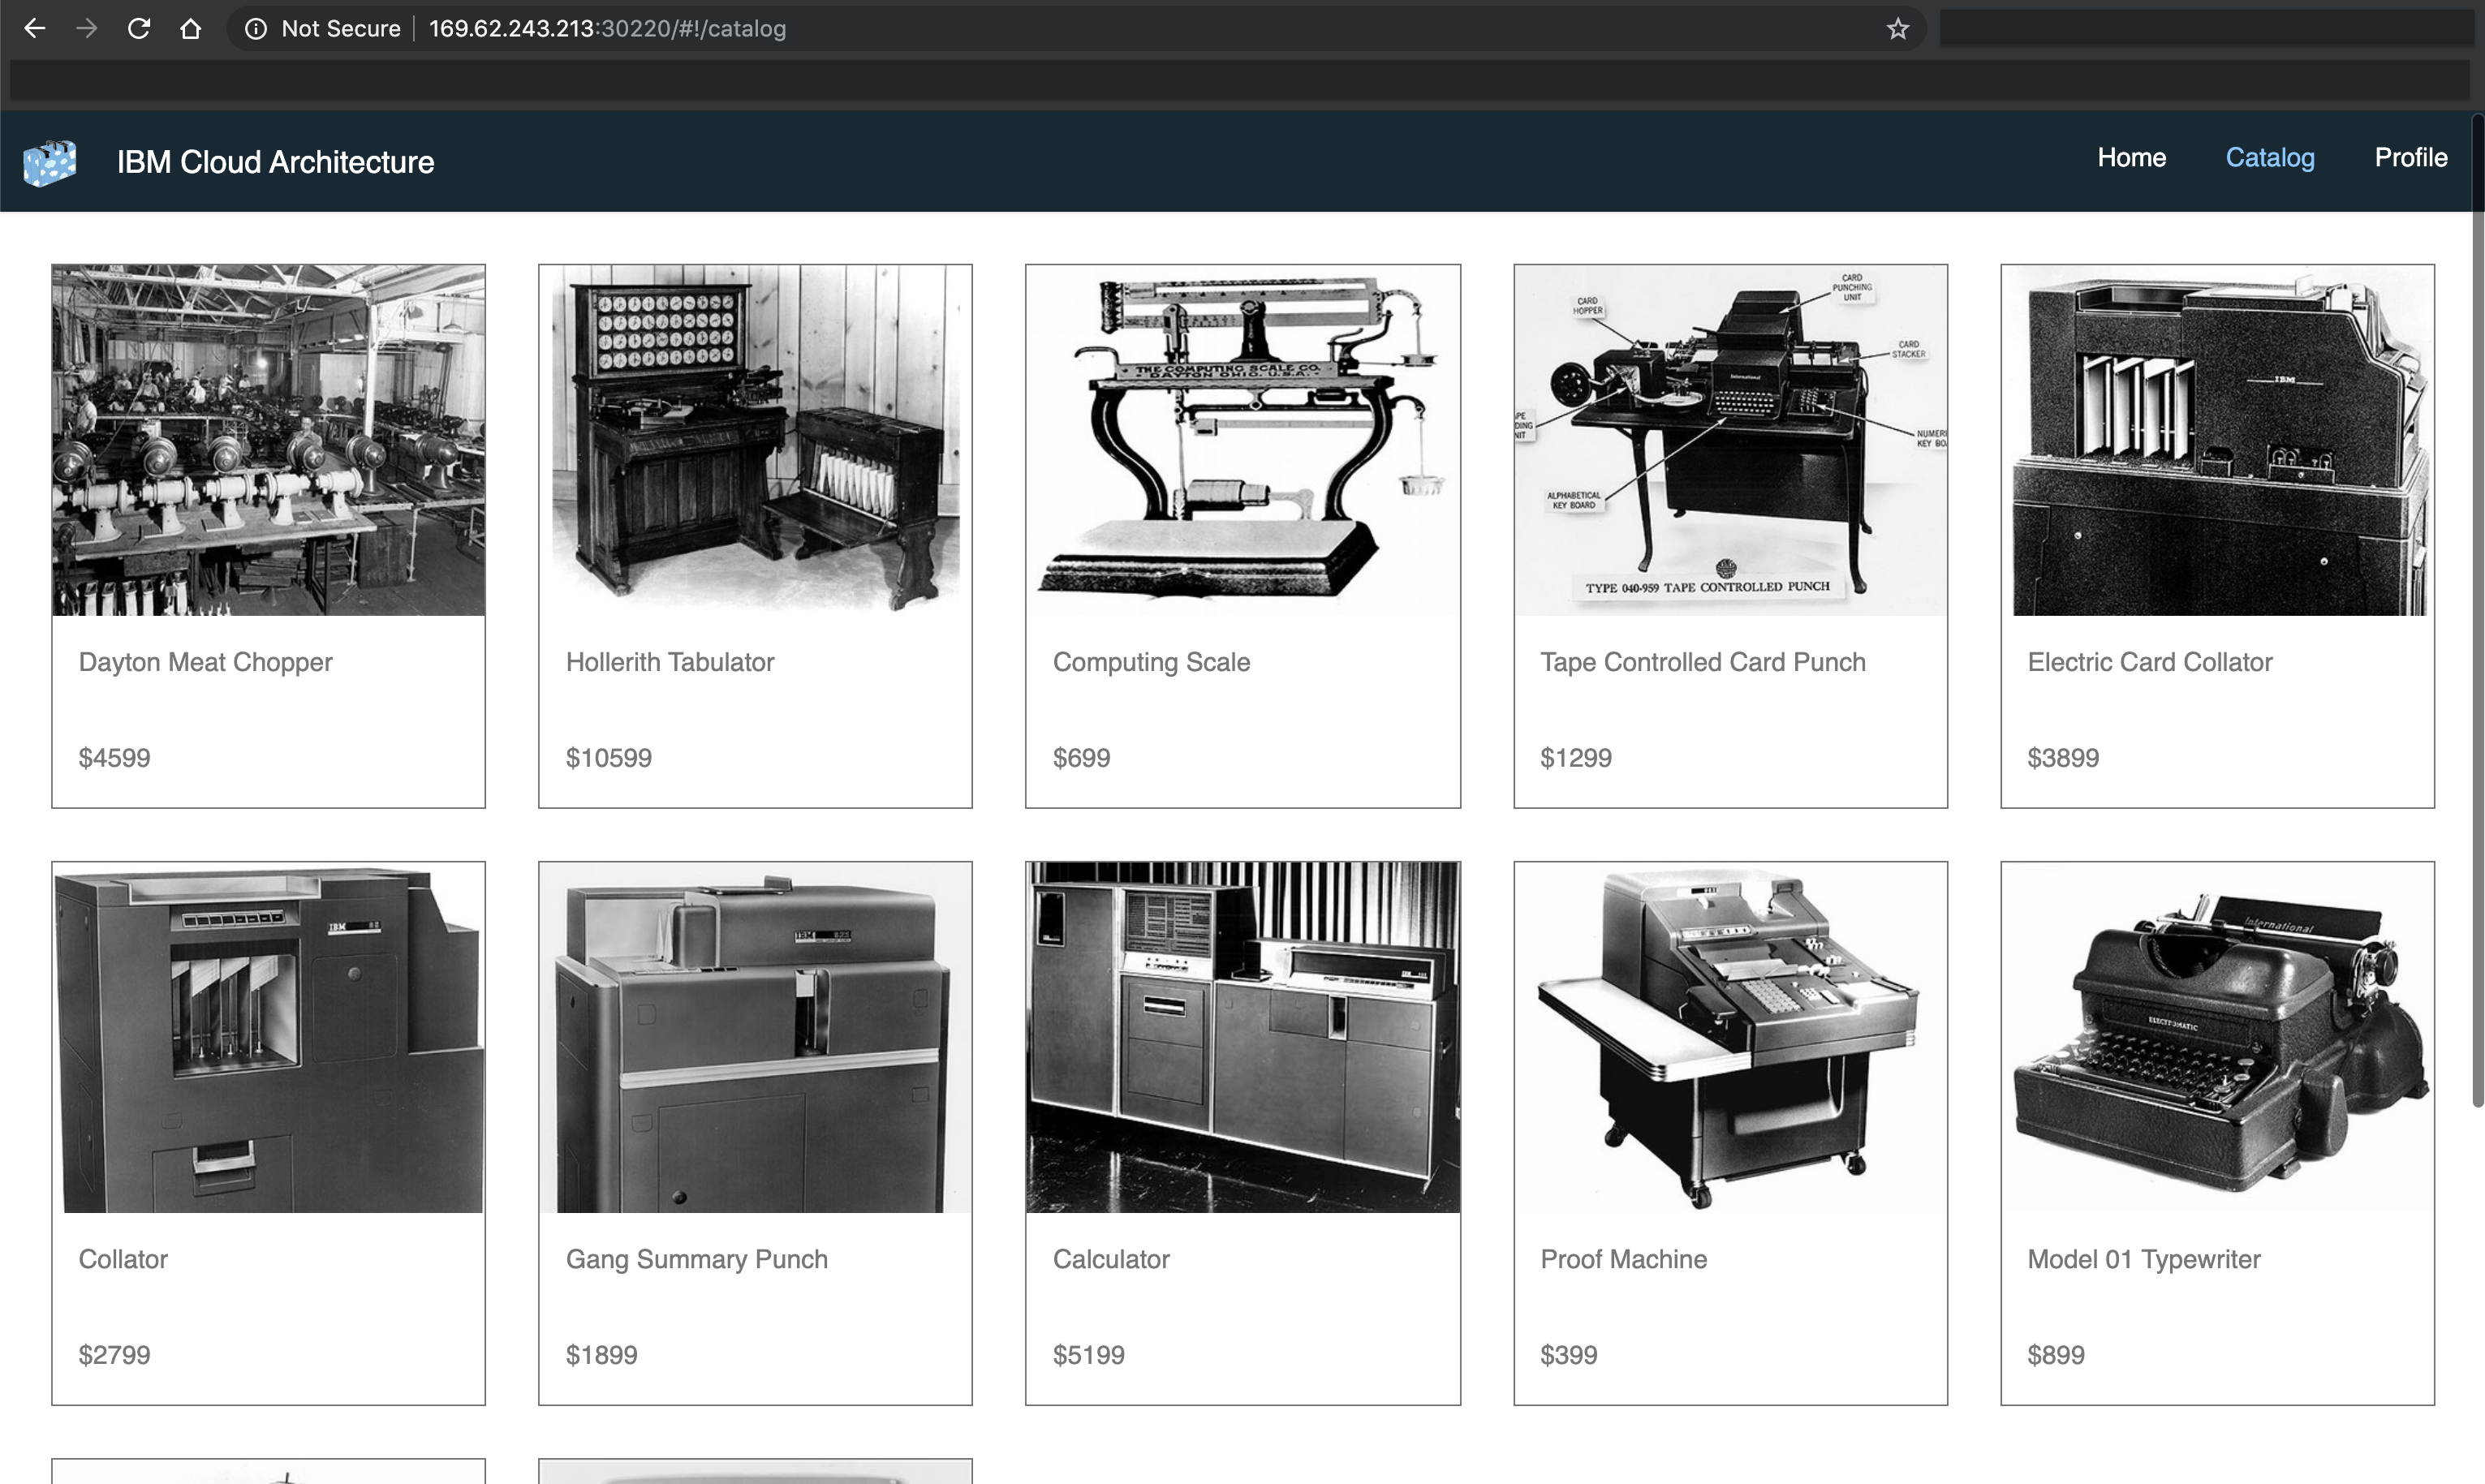 Not Secure
169.62.243.213:30220/#!/catalog
IBM Cloud Architecture
Home
Catalog
Profile
THE COMPUTING SCALE CO.
DAYTON OHIO. U.S.A.
CARD
PUNCHING
UNIT
CARD
HOPPER
CARD
STACKER
NUMERI
KEY BO
ALPHABETICAL
KEY BOARD
International
TYPE 040-959 TAPE CONTROLLED PUNCH
IBM
Dayton Meat Chopper
Hollerith Tabulator
Computing Scale
Tape Controlled Card Punch
Electric Card Collator
$4599
$10599
$699
$1299
$3899
IBM
IBM
International
ELECTROMATIC
Collator
Gang Summary Punch
Calculator
Proof Machine
Model 01 Typewriter
$2799
$1899
$5199
$399
$899